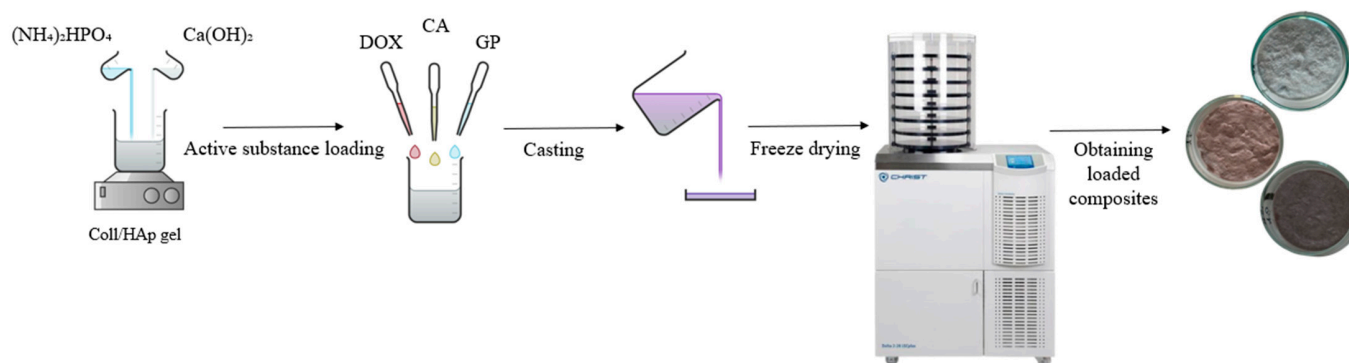 (NH₄)₂HPO₄
Ca(OH)₂
Coll/HAp gel
Active substance loading
DOX
CA
GP
Casting
Freeze drying
CHRIST
Obtaining
loaded
composites